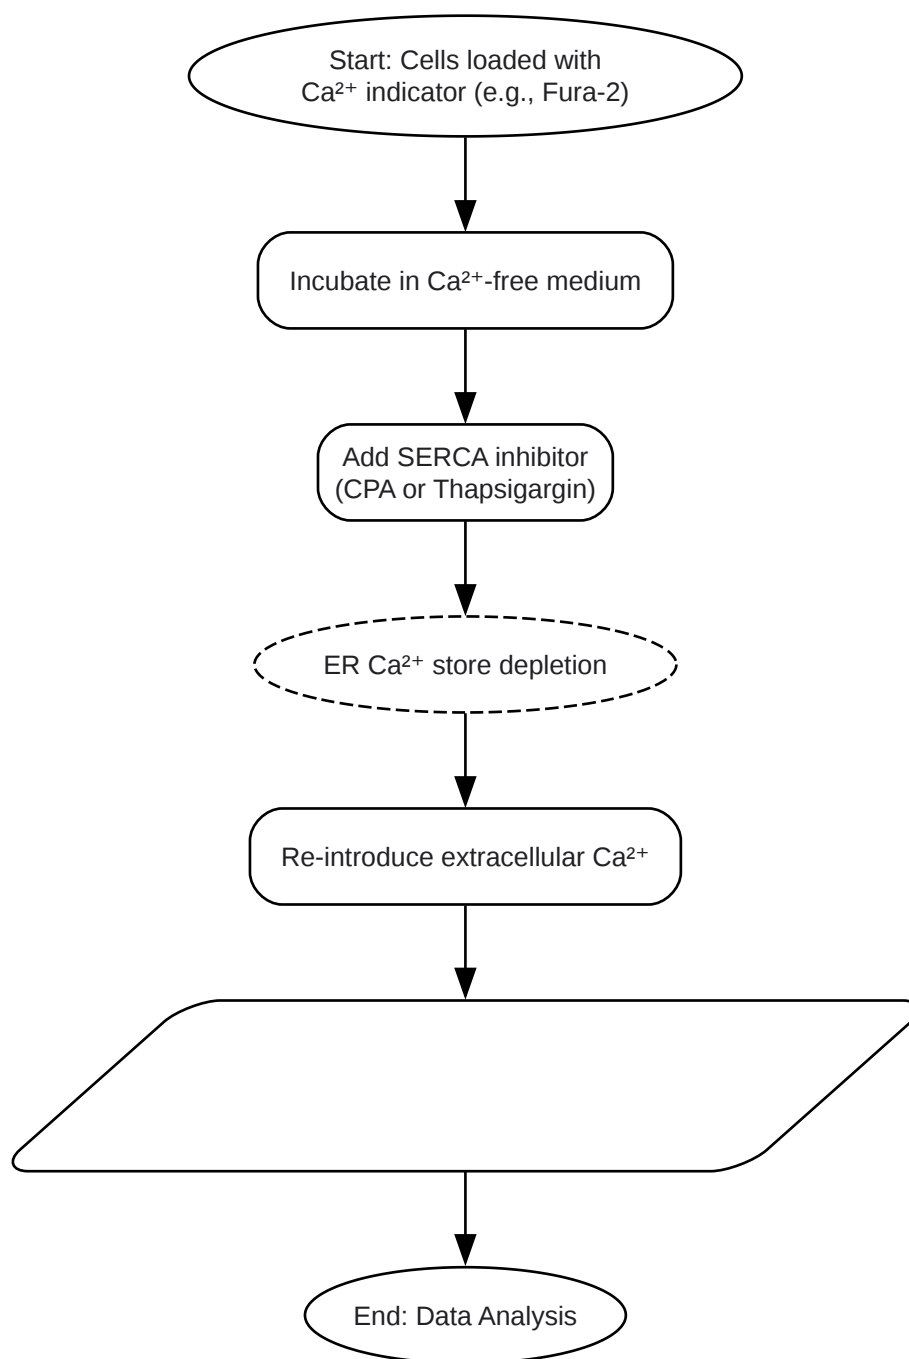 Start: Cells loaded with
Ca²⁺ indicator (e.g., Fura-2)
Incubate in Ca²⁺-free medium
Add SERCA inhibitor
(CPA or Thapsigargin)
ER Ca²⁺ store depletion
Re-introduce extracellular Ca²⁺
End: Data Analysis